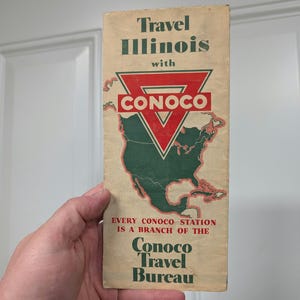 Travel
Illinois
with
CONOCO
EVERY CONOCO STATION
IS A BRANCH OF THE
Conoco
Travel
Bureau